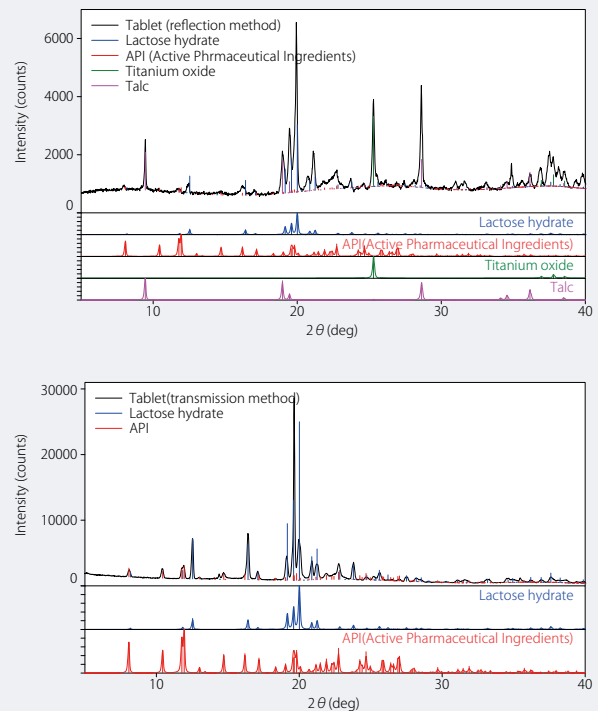 Tablet (reflection method)
Lactose hydrate
API (Active Phrmaceutical Ingredients)
Titanium oxide
Talc
Intensity (counts)
6000
4000
2000
0
Lactose hydrate
API(Active Pharmaceutical Ingredients)
Titanium oxide
Talc
10 20 30 40
2θ (deg)
Tablet(transmission method)
Lactose hydrate
API
Intensity (counts)
30000
20000
10000
0
Lactose hydrate
API(Active Pharmaceutical Ingredients)
10 20 30 40
2θ (deg)